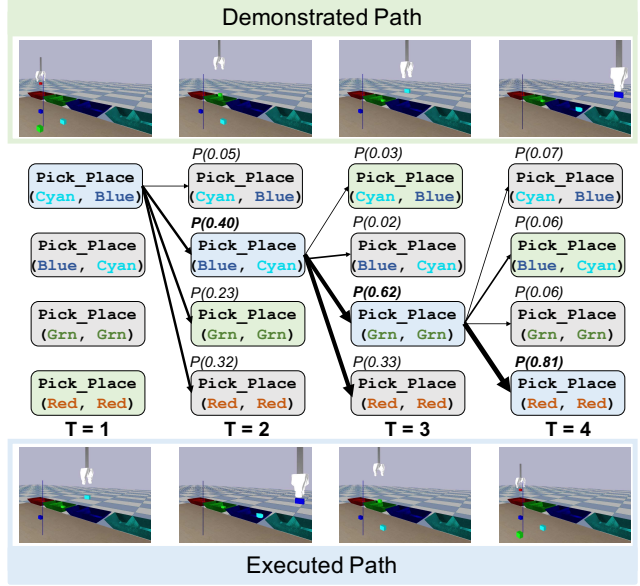 Demonstrated Path
P(0.05) P(0.03) P(0.07)
Pick_Place Pick_Place Pick_Place Pick_Place
(Cyan, Blue) (Cyan, Blue) (Cyan, Blue) (Cyan, Blue)
P(0.40) P(0.02) P(0.06)
Pick_Place Pick_Place Pick_Place Pick_Place
(Blue, Cyan) (Blue, Cyan) (Blue, Cyan) (Blue, Cyan)
P(0.23) P(0.62) P(0.06)
Pick_Place Pick_Place Pick_Place Pick_Place
(Grn, Grn) (Grn, Grn) (Grn, Grn) (Grn, Grn)
P(0.32) P(0.33) P(0.81)
Pick_Place Pick_Place Pick_Place Pick_Place
(Red, Red) (Red, Red) (Red, Red) (Red, Red)
T = 1 T = 2 T = 3 T = 4
Executed Path